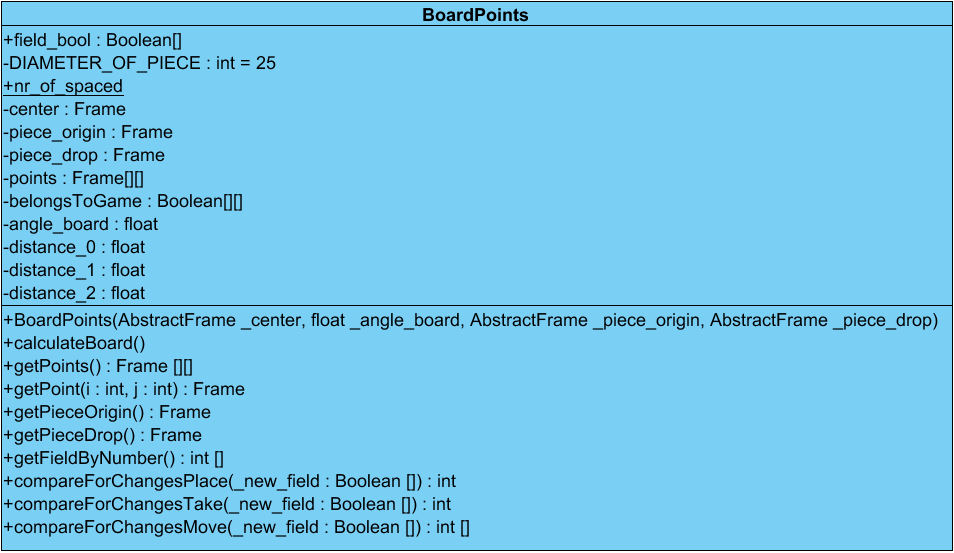 BoardPoints
+field_bool : Boolean[]
-DIAMETER_OF_PIECE : int = 25
+nr_of_spaced
-center : Frame
-piece_origin : Frame
-piece_drop : Frame
-points : Frame[][]
-belongsToGame : Boolean[][]
-angle_board : float
-distance_0 : float
-distance_1 : float
-distance_2 : float
+BoardPoints(AbstractFrame _center, float _angle_board, AbstractFrame _piece_origin, AbstractFrame _piece_drop)
+calculateBoard()
+getPoints() : Frame [][]
+getPoint(i : int, j : int) : Frame
+getPieceOrigin() : Frame
+getPieceDrop() : Frame
+getFieldByNumber() : int []
+compareForChangesPlace(_new_field : Boolean []) : int
+compareForChangesTake(_new_field : Boolean []) : int
+compareForChangesMove(_new_field : Boolean []) : int []